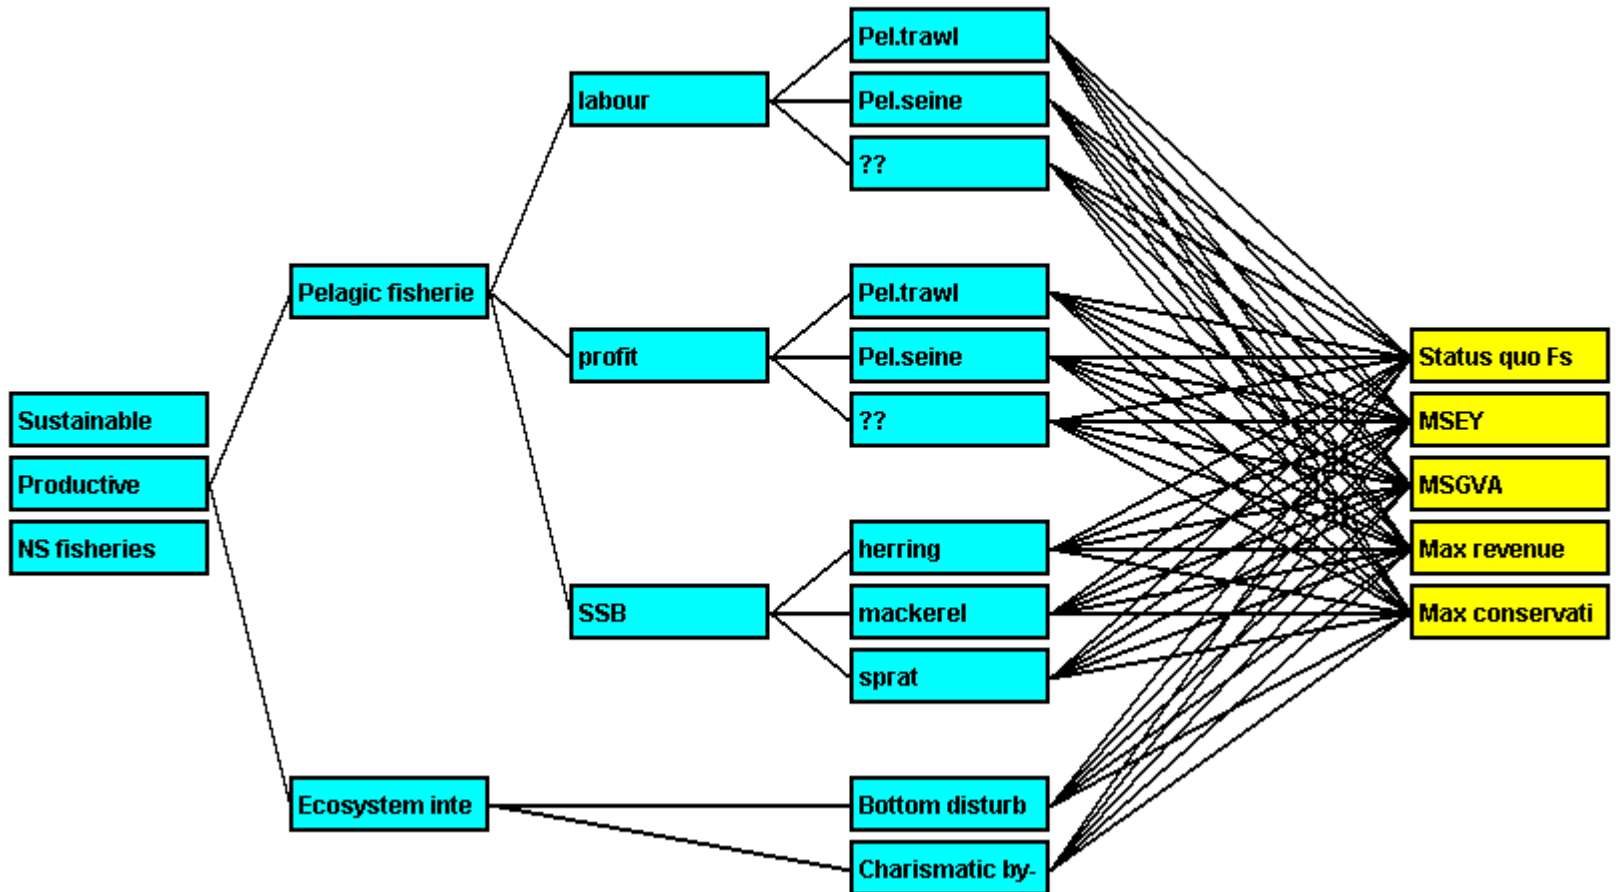 Sustainable
Productive
NS fisheries
Pelagic fisherie
Ecosystem inte
labour
profit
SSB
Pel.trawl
Pel.seine
??
Pel.trawl
Pel.seine
??
herring
mackerel
sprat
Bottom disturb
Charismatic by-
Status quo Fs
MSEY
MSGVA
Max revenue
Max conservati